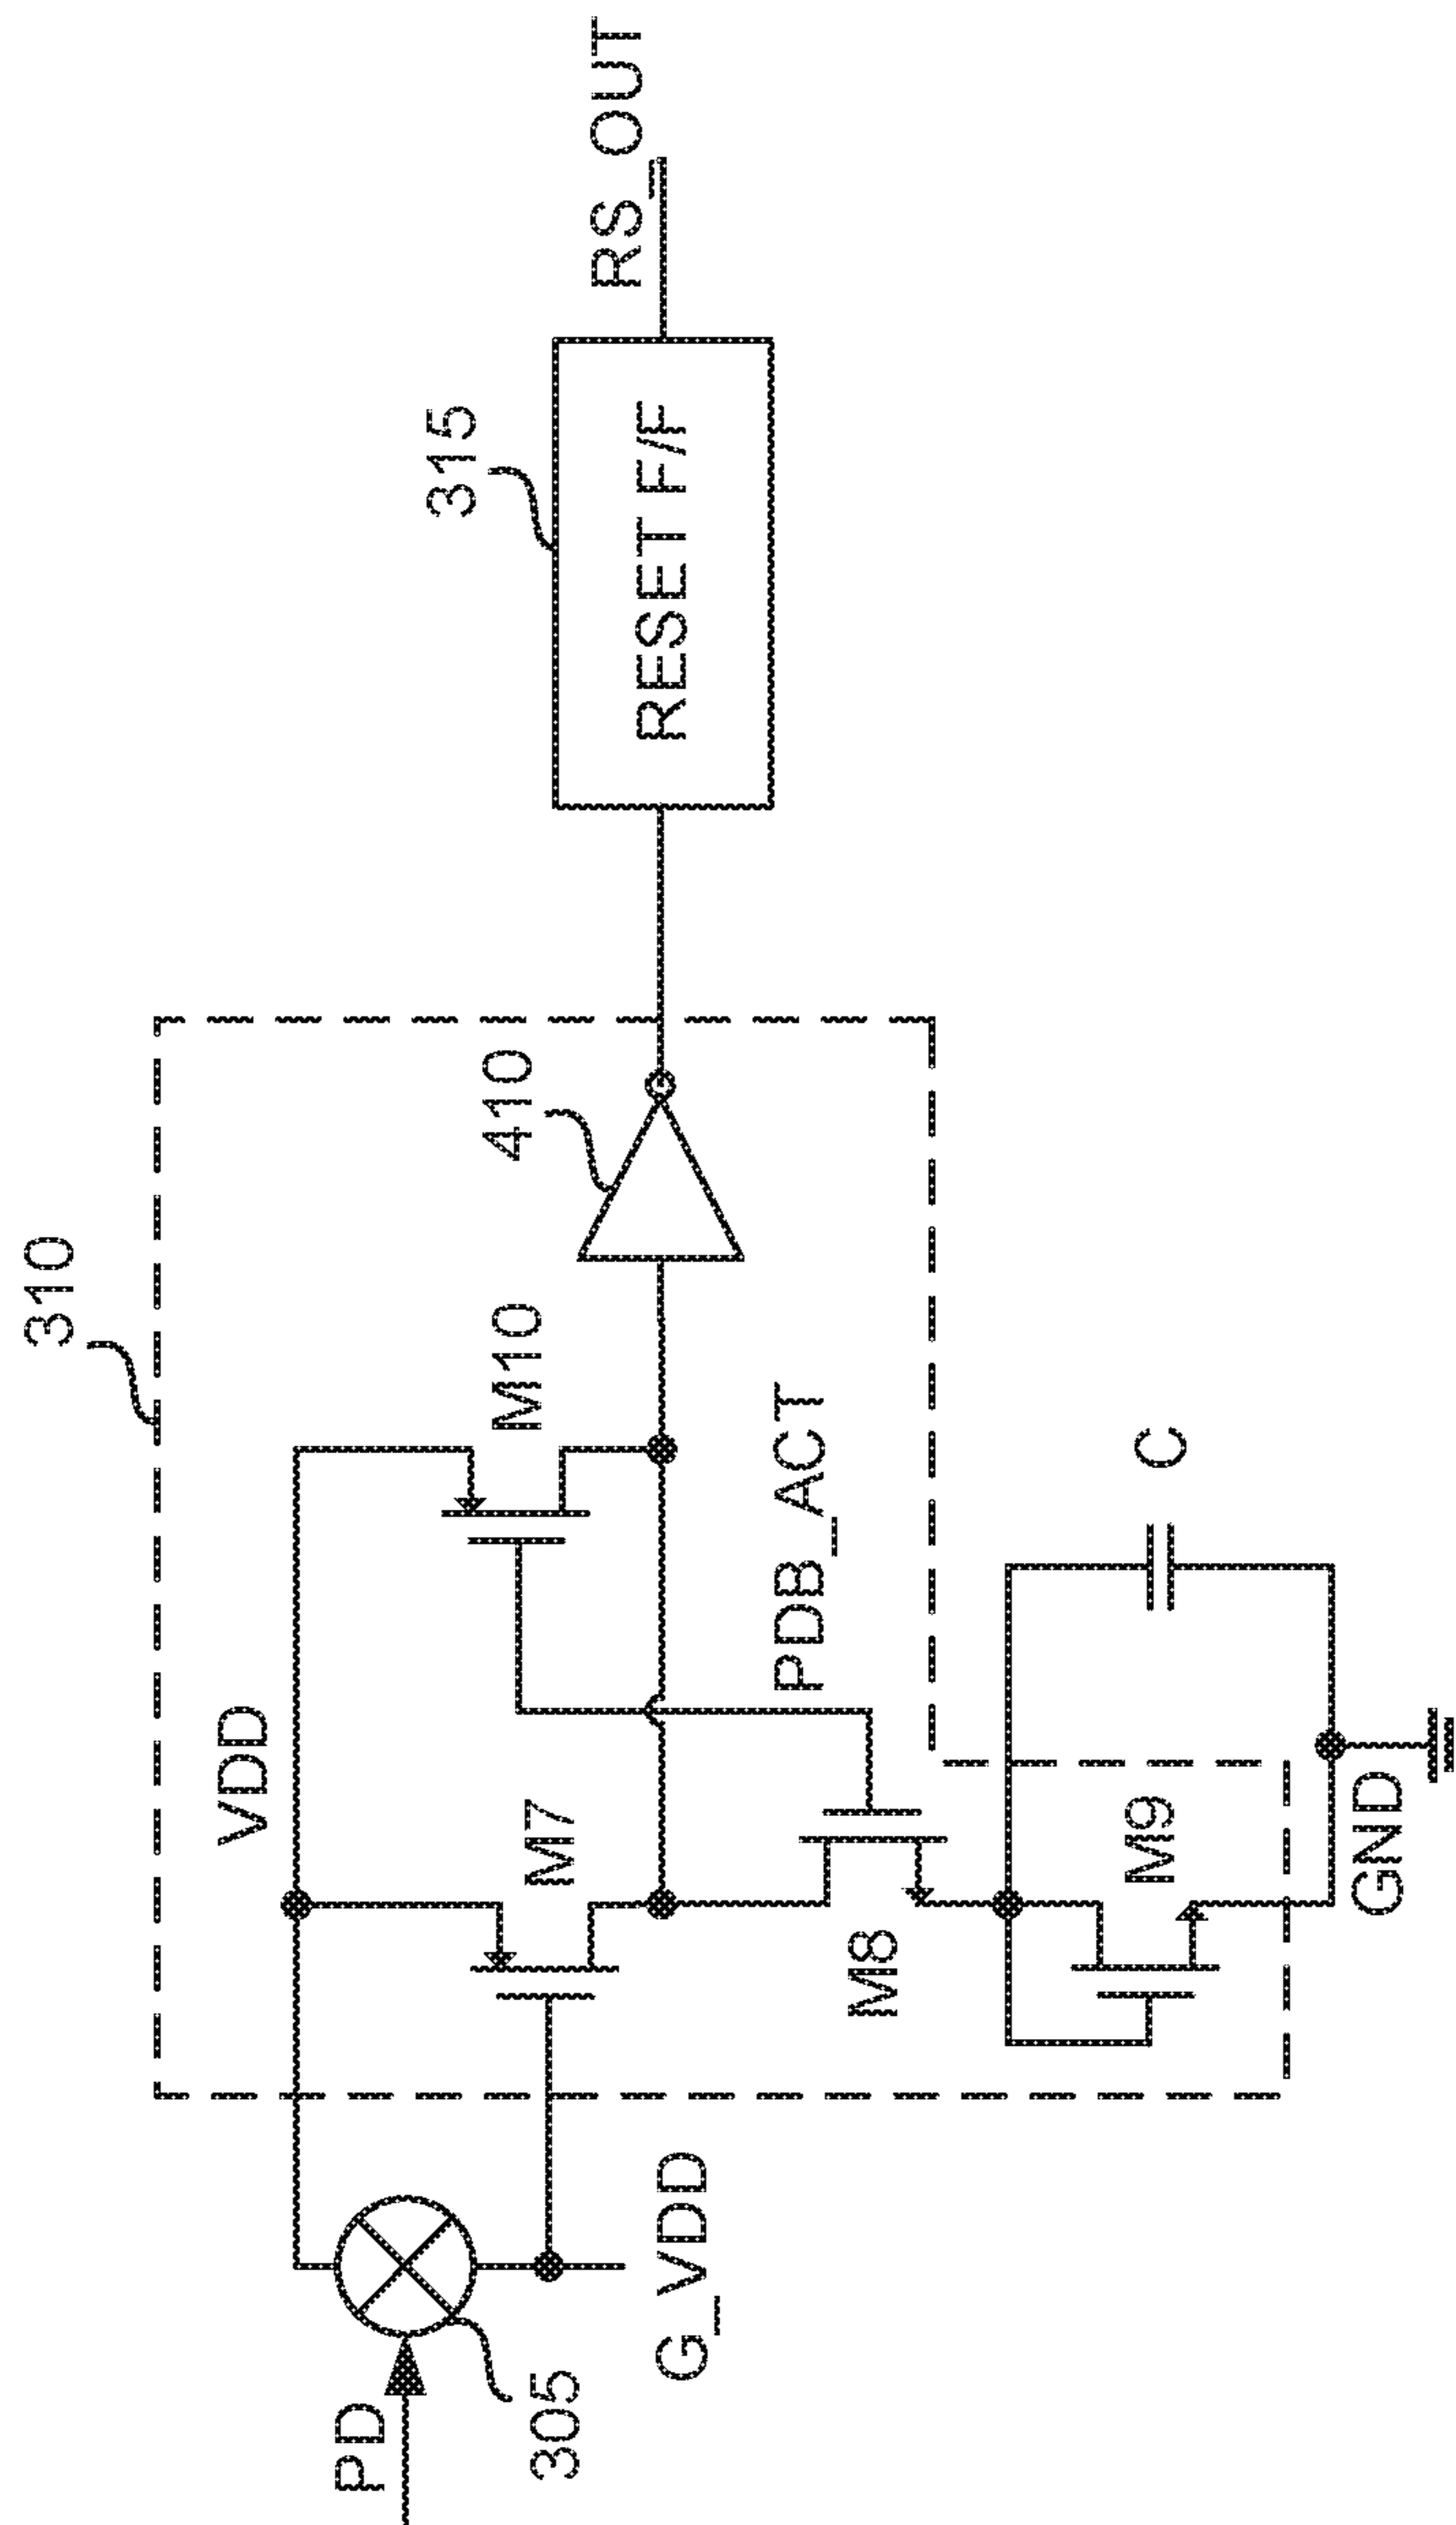 310
VDD
M10
410
315
RS_OUT
RESET F/F
M7
PD
305
G_VDD
PDB_ACT
M8
M9
C
GND